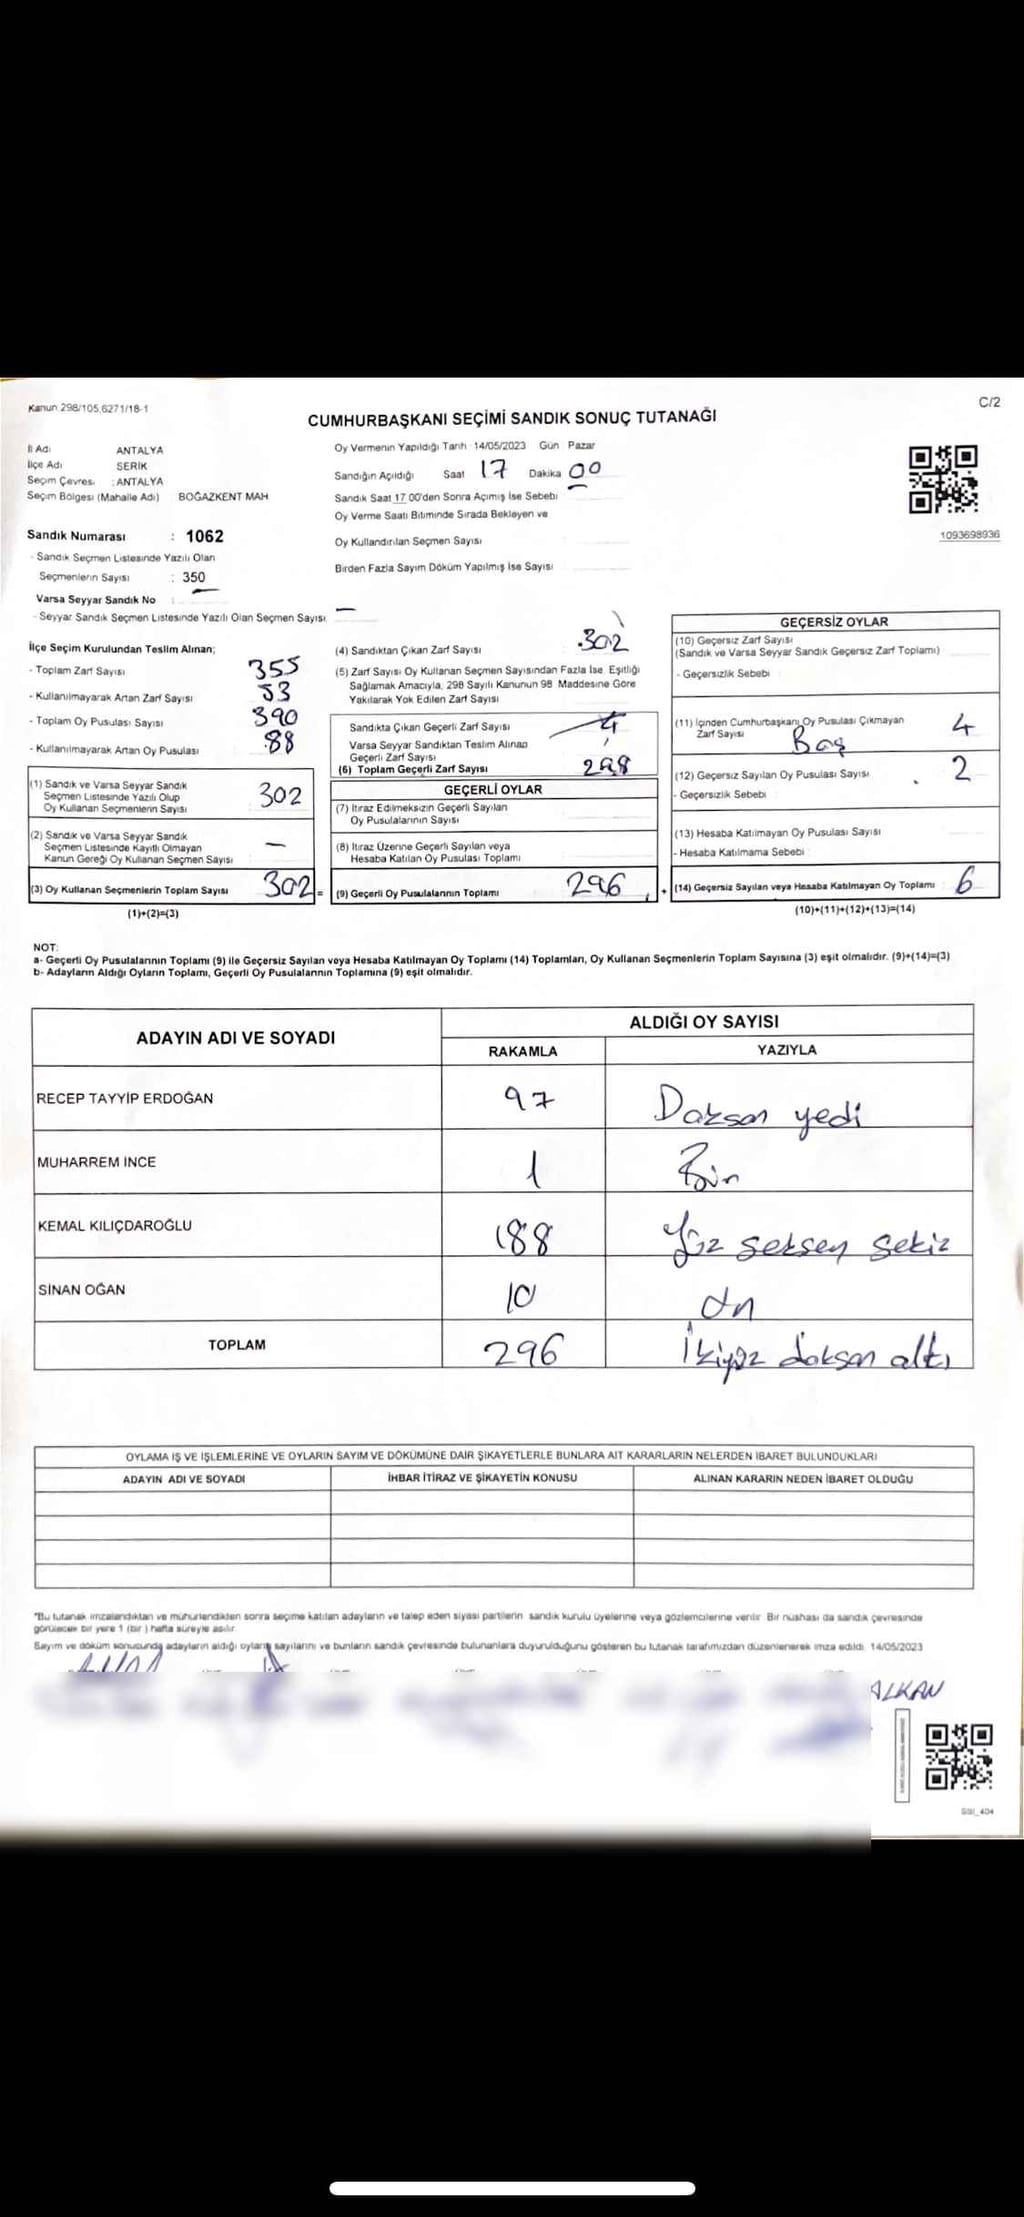 Kanun 298/105,6271/18-1
C/2
CUMHURBAŞKANI SEÇİMİ SANDIK SONUÇ TUTANAĞI
İl Adı ANTALYA
İlçe Adı SERİK
Seçim Çevresi : ANTALYA
Seçim Bölgesi (Mahalle Adı) BOĞAZKENT MAH
Oy Vermenin Yapıldığı Tarih 14/05/2023 Gün Pazar
Sandığın Açıldığı Saat 17 Dakika 00
Sandık Saat 17 00'den Sonra Açımış İse Sebebi
Oy Verme Saati Bitiminde Sırada Bekleyen ve
Oy Kullandırılan Seçmen Sayısı
Birden Fazla Sayım Döküm Yapılmış İse Sayısı
1093698936
Sandık Numarası : 1062
- Sandık Seçmen Listesinde Yazılı Olan
Seçmenlerin Sayısı : 350
Varsa Seyyar Sandık No :
- Seyyar Sandık Seçmen Listesinde Yazılı Olan Seçmen Sayısı —
İlçe Seçim Kurulundan Teslim Alınan;
- Toplam Zarf Sayısı 355
- Kullanılmayarak Artan Zarf Sayısı 53
- Toplam Oy Pusulası Sayısı 390
- Kullanılmayarak Artan Oy Pusulası 88
(1) Sandık ve Varsa Seyyar Sandık
Seçmen Listesinde Yazılı Olup
Oy Kullanan Seçmenlerin Sayısı 302
(2) Sandık ve Varsa Seyyar Sandık
Seçmen Listesinde Kayıtlı Olmayan
Kanun Gereği Oy Kullanan Seçmen Sayısı —
(3) Oy Kullanan Seçmenlerin Toplam Sayısı 302 =
(1)+(2)=(3)
(4) Sandıktan Çıkan Zarf Sayısı 302
(5) Zarf Sayısı Oy Kullanan Seçmen Sayısından Fazla İse, Eşitliği
Sağlamak Amacıyla, 298 Sayılı Kanunun 98 Maddesine Göre
Yakılarak Yok Edilen Zarf Sayısı
Sandıkta Çıkan Geçerli Zarf Sayısı 4
Varsa Seyyar Sandıktan Teslim Alınan
Geçerli Zarf Sayısı
(6) Toplam Geçerli Zarf Sayısı 298
GEÇERLİ OYLAR
(7) İtiraz Edilmeksizin Geçerli Sayılan
Oy Pusulalarının Sayısı
(8) İtiraz Üzerine Geçerli Sayılan veya
Hesaba Katılan Oy Pusulası Toplamı
(9) Geçerli Oy Pusulalarının Toplamı 296 +
GEÇERSİZ OYLAR
(10) Geçersiz Zarf Sayısı
(Sandık ve Varsa Seyyar Sandık Geçersiz Zarf Toplamı)
- Geçersizlik Sebebi :
(11) İçinden Cumhurbaşkanı Oy Pusulası Çıkmayan
Zarf Sayısı Boş 4
(12) Geçersiz Sayılan Oy Pusulası Sayısı 2
- Geçersizlik Sebebi
(13) Hesaba Katılmayan Oy Pusulası Sayısı
- Hesaba Katılmama Sebebi
(14) Geçersiz Sayılan veya Hesaba Katılmayan Oy Toplamı 6
(10)+(11)+(12)+(13)=(14)
NOT:
a- Geçerli Oy Pusulalarının Toplamı (9) ile Geçersiz Sayılan veya Hesaba Katılmayan Oy Toplamı (14) Toplamları, Oy Kullanan Seçmenlerin Toplam Sayısına (3) eşit olmalıdır. (9)+(14)=(3)
b- Adayların Aldığı Oyların Toplamı, Geçerli Oy Pusulalarının Toplamına (9) eşit olmalıdır.
ADAYIN ADI VE SOYADI
ALDIĞI OY SAYISI
RAKAMLA YAZIYLA
RECEP TAYYİP ERDOĞAN 97 Doksan yedi
MUHARREM İNCE 1 Bir
KEMAL KILIÇDAROĞLU 188 Yüz seksen sekiz
SİNAN OĞAN 10 on
TOPLAM 296 İkiyüz doksan altı
OYLAMA İŞ VE İŞLEMLERİNE VE OYLARIN SAYIM VE DÖKÜMÜNE DAİR ŞİKAYETLERLE BUNLARA AİT KARARLARIN NELERDEN İBARET BULUNDUKLARI
ADAYIN ADI VE SOYADI İHBAR İTİRAZ VE ŞİKAYETİN KONUSU ALINAN KARARIN NEDEN İBARET OLDUĞU
*Bu tutanak imzalandıktan ve mühürlendikten sonra seçime katılan adayların ve talep eden siyasi partilerin sandık kurulu üyelerine veya gözlemcilerine verilir. Bir nüshası da sandık çevresinde
görülecek bir yere 1 (bir ) hafta süreyle asılır.
Sayım ve döküm sonucunda adayların aldığı oyların sayılarını ve bunların sandık çevresinde bulunanlara duyurulduğunu gösteren bu tutanak tarafımızdan düzenlenerek imza edildi. 14/05/2023
ALKAN